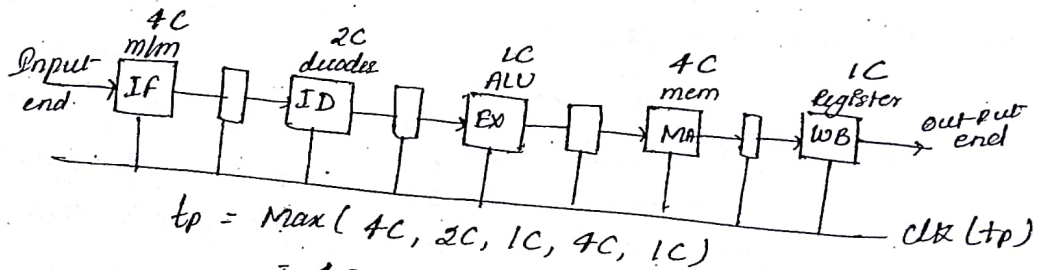 4C 2C 1C 4C 1C
m/m decoder ALU mem Register
Input end.
IF ID EX MA WB
output end
tp = Max ( 4C, 2C, 1C, 4C, 1C)
clk (tp)